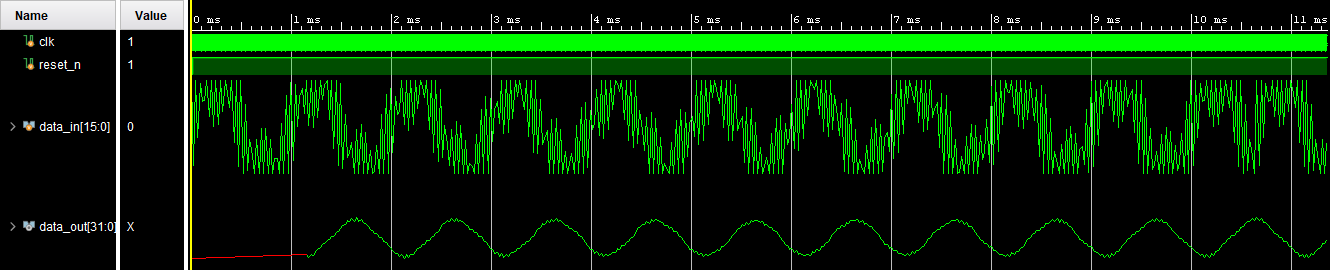 Name Value
0 ms 1 ms 2 ms 3 ms 4 ms 5 ms 6 ms 7 ms 8 ms 9 ms 10 ms 11 ms
clk 1
reset_n 1
data_in[15:0] 0
data_out[31:0] X